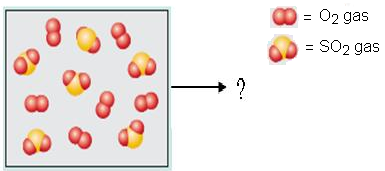 = O2 gas
= SO2 gas
?